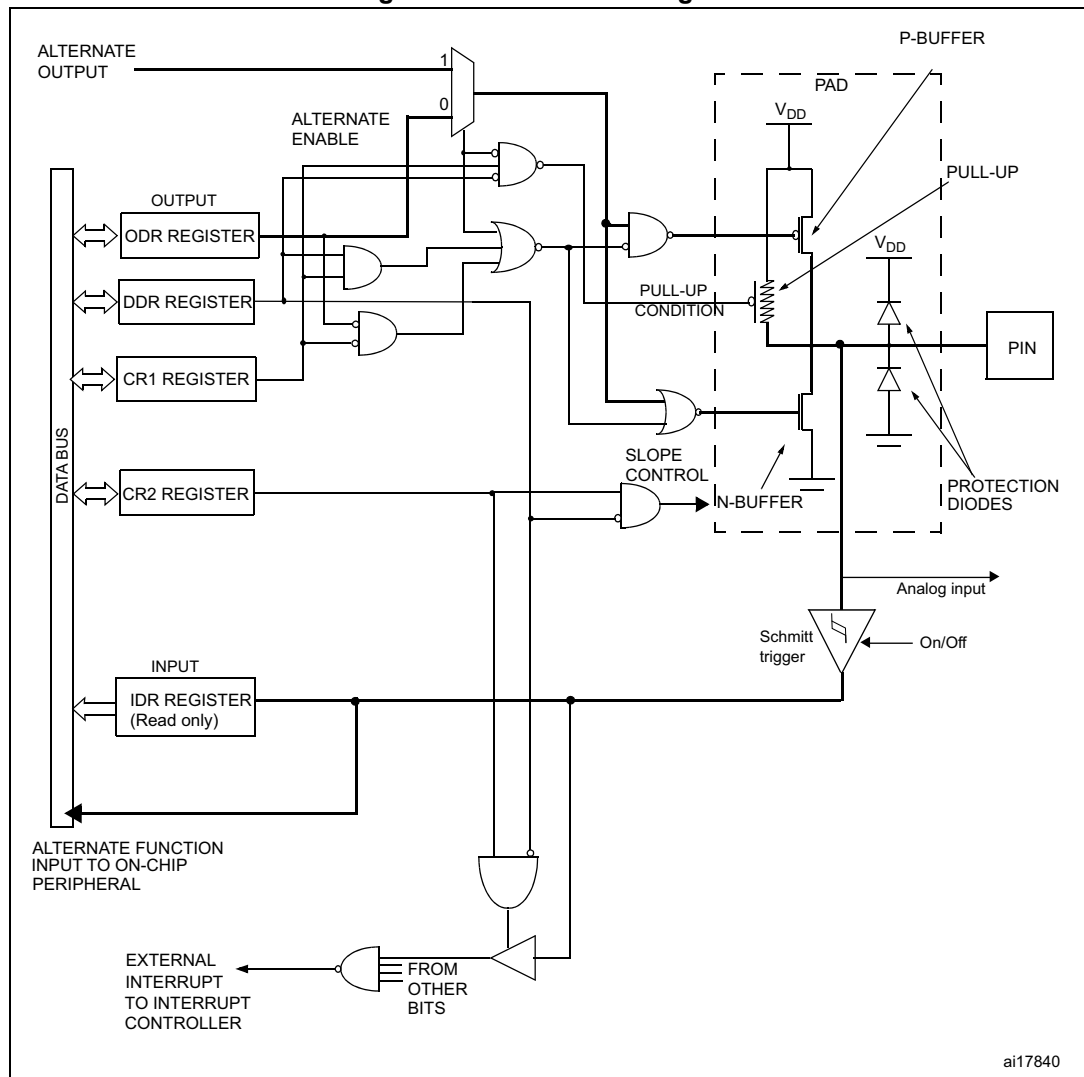 ALTERNATE
OUTPUT
1
0
ALTERNATE
ENABLE
P-BUFFER
PAD
VDD
PULL-UP
OUTPUT
ODR REGISTER
DDR REGISTER
CR1 REGISTER
CR2 REGISTER
DATA BUS
PULL-UP
CONDITION
VDD
PIN
SLOPE
CONTROL
N-BUFFER
PROTECTION
DIODES
Analog input
Schmitt
trigger
On/Off
INPUT
IDR REGISTER
(Read only)
ALTERNATE FUNCTION
INPUT TO ON-CHIP
PERIPHERAL
EXTERNAL
INTERRUPT
TO INTERRUPT
CONTROLLER
FROM
OTHER
BITS
ai17840